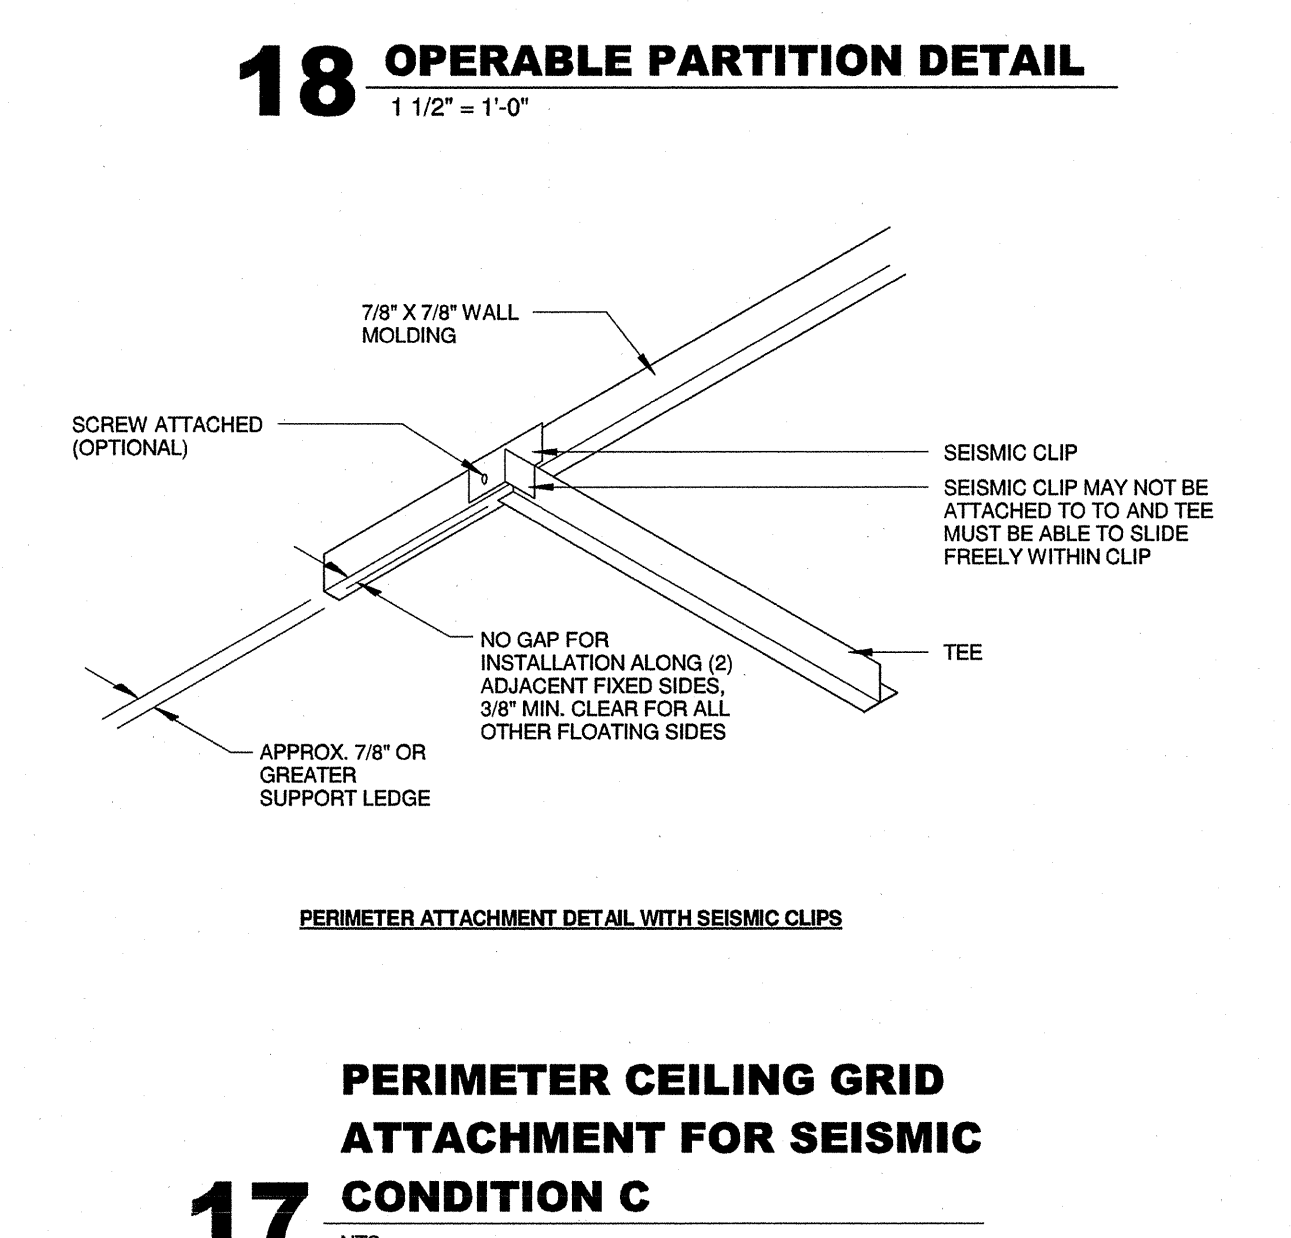 18 OPERABLE PARTITION DETAIL
1 1/2" = 1'-0"
7/8" X 7/8" WALL
MOLDING
SCREW ATTACHED
(OPTIONAL)
SEISMIC CLIP
SEISMIC CLIP MAY NOT BE
ATTACHED TO TO AND TEE
MUST BE ABLE TO SLIDE
FREELY WITHIN CLIP
NO GAP FOR
INSTALLATION ALONG (2)
ADJACENT FIXED SIDES,
3/8" MIN. CLEAR FOR ALL
OTHER FLOATING SIDES
TEE
APPROX. 7/8" OR
GREATER
SUPPORT LEDGE
PERIMETER ATTACHMENT DETAIL WITH SEISMIC CLIPS
PERIMETER CEILING GRID
ATTACHMENT FOR SEISMIC
17 CONDITION C
NTS